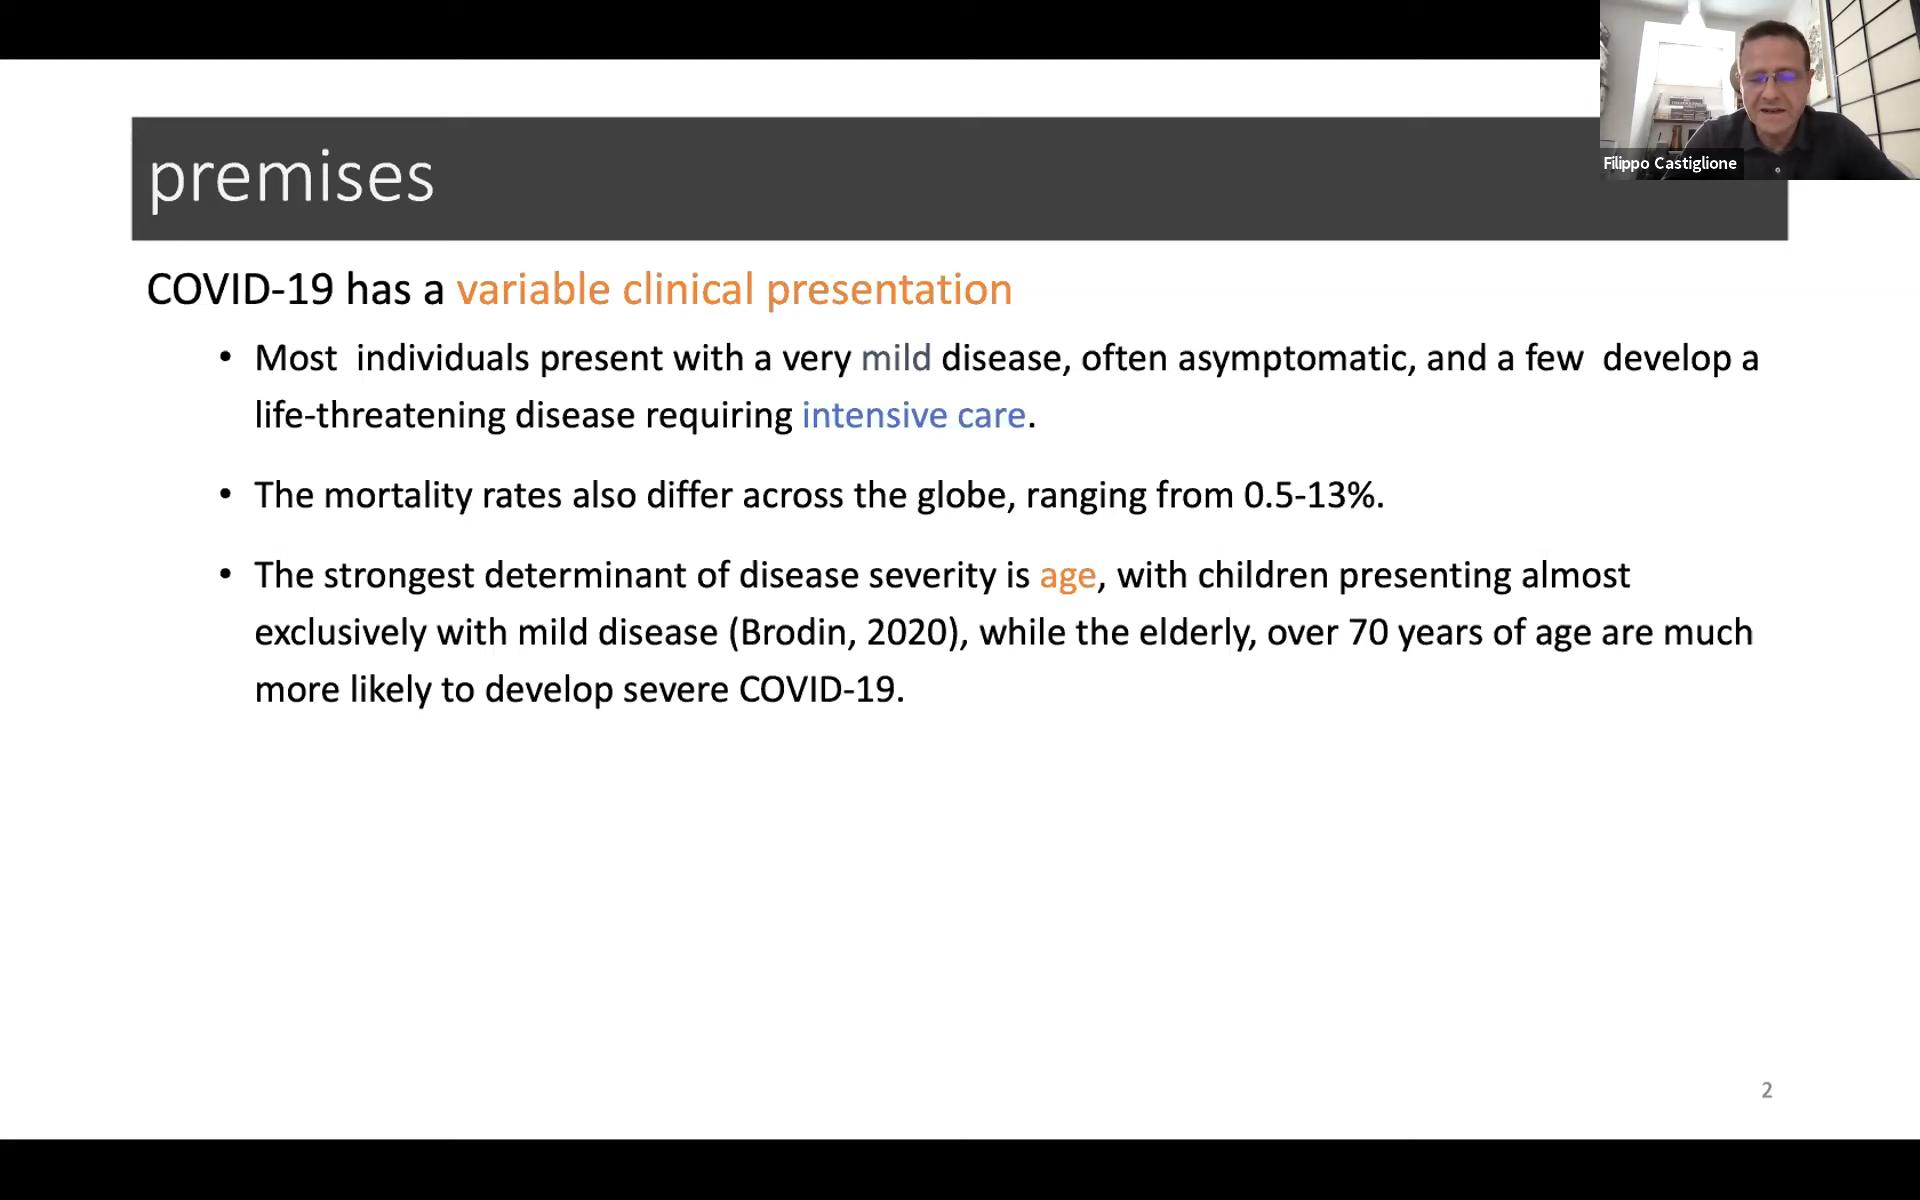 Filippo Castiglione
premises
COVID-19 has a variable clinical presentation
• Most individuals present with a very mild disease, often asymptomatic, and a few develop a
life-threatening disease requiring intensive care.
• The mortality rates also differ across the globe, ranging from 0.5-13%.
• The strongest determinant of disease severity is age, with children presenting almost
exclusively with mild disease (Brodin, 2020), while the elderly, over 70 years of age are much
more likely to develop severe COVID-19.
2